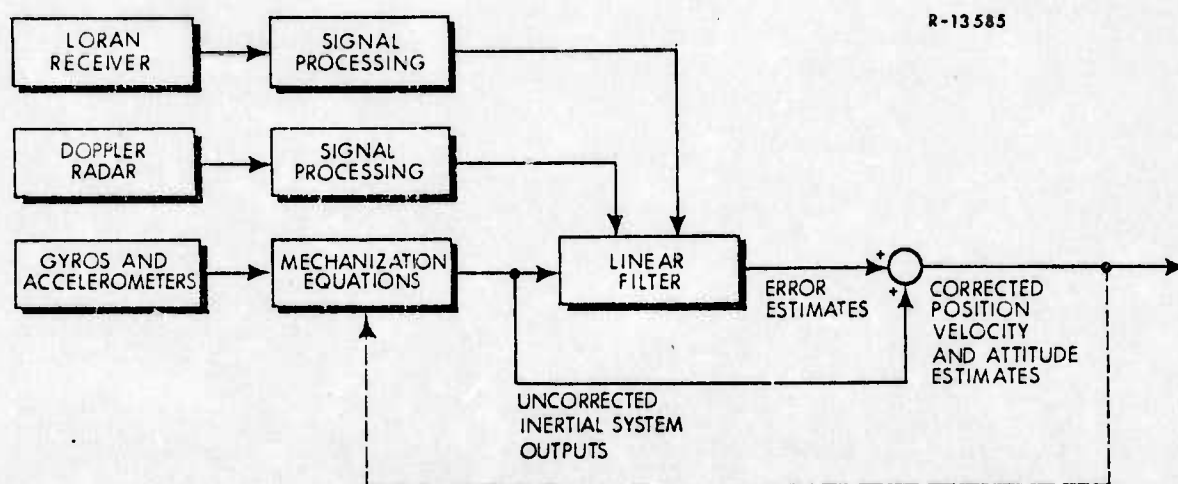 R-13585
LORAN
RECEIVER
SIGNAL
PROCESSING
DOPPLER
RADAR
SIGNAL
PROCESSING
GYROS AND
ACCELEROMETERS
MECHANIZATION
EQUATIONS
LINEAR
FILTER
ERROR
ESTIMATES
+
+
CORRECTED
POSITION
VELOCITY
AND ATTITUDE
ESTIMATES
UNCORRECTED
INERTIAL SYSTEM
OUTPUTS